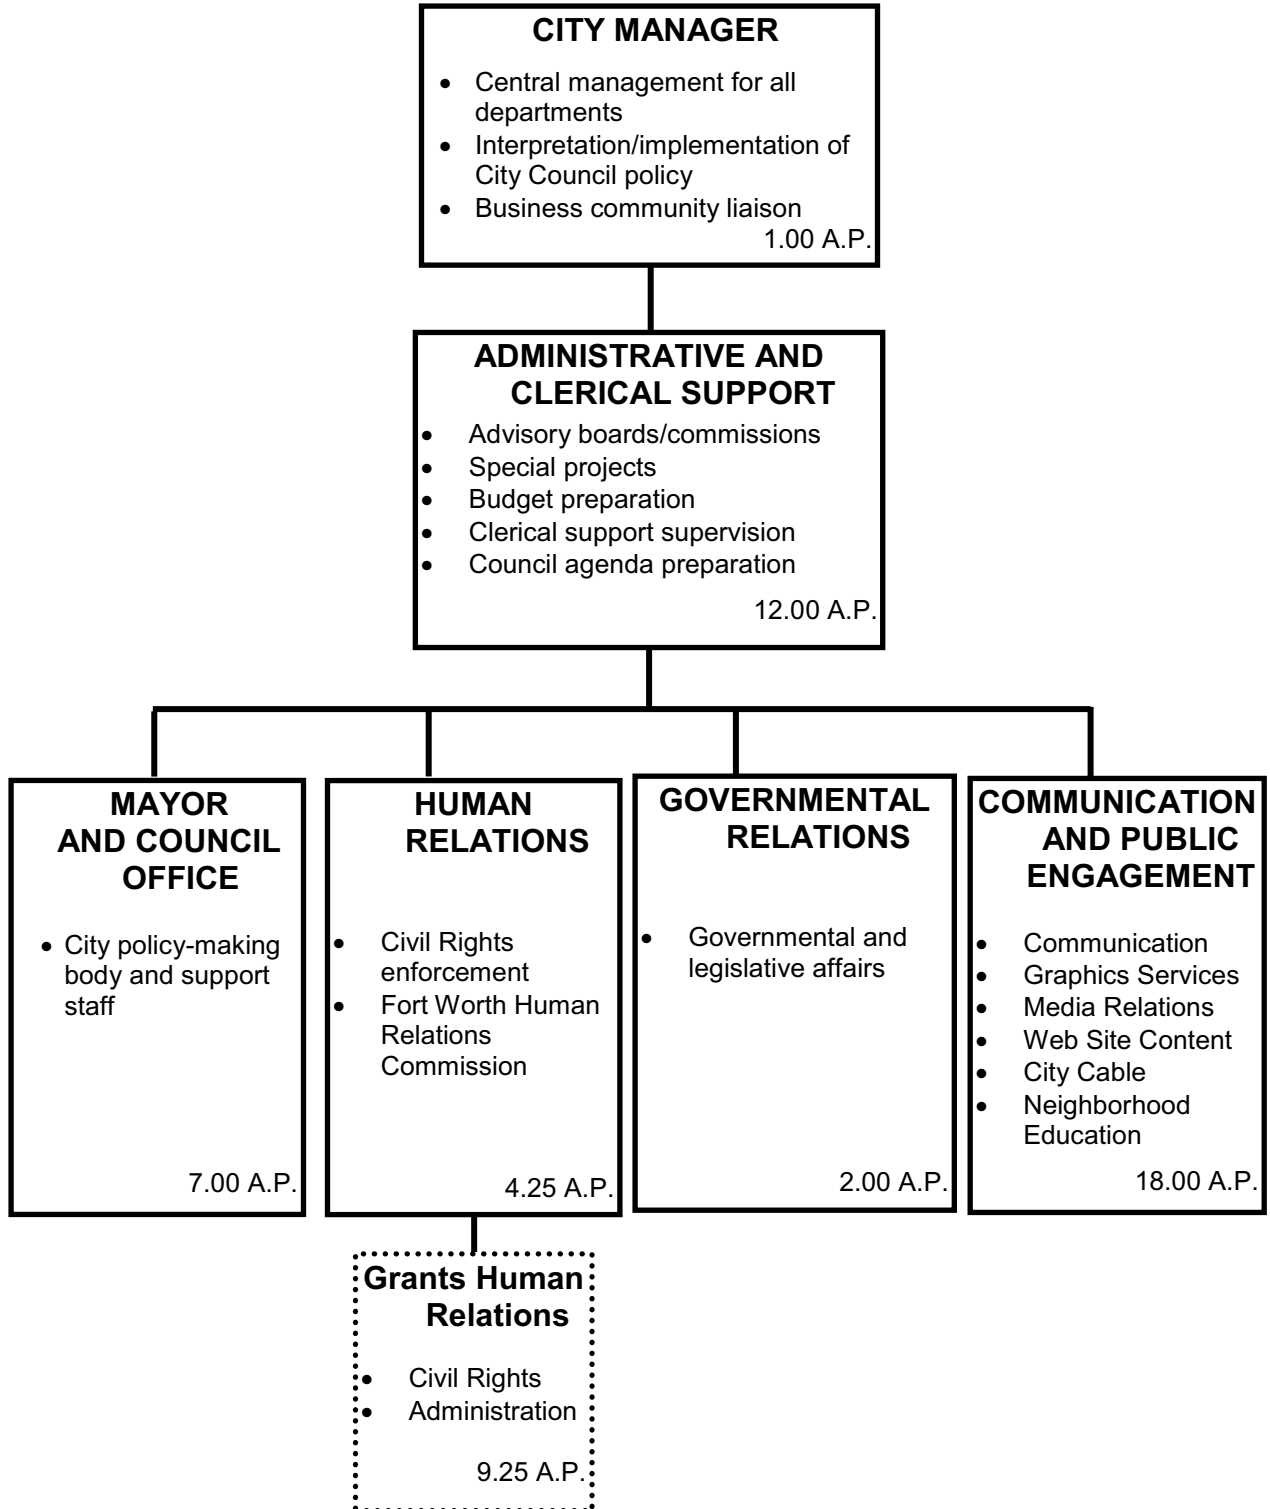 CITY MANAGER
• Central management for all
departments
• Interpretation/implementation of
City Council policy
• Business community liaison
1.00 A.P.
ADMINISTRATIVE AND
CLERICAL SUPPORT
• Advisory boards/commissions
• Special projects
• Budget preparation
• Clerical support supervision
• Council agenda preparation
12.00 A.P.
MAYOR
AND COUNCIL
OFFICE
• City policy-making
body and support
staff
7.00 A.P.
HUMAN
RELATIONS
• Civil Rights
enforcement
• Fort Worth Human
Relations
Commission
4.25 A.P.
GOVERNMENTAL
RELATIONS
• Governmental and
legislative affairs
2.00 A.P.
COMMUNICATION
AND PUBLIC
ENGAGEMENT
• Communication
• Graphics Services
• Media Relations
• Web Site Content
• City Cable
• Neighborhood
Education
18.00 A.P.
Grants Human
Relations
• Civil Rights
• Administration
9.25 A.P.